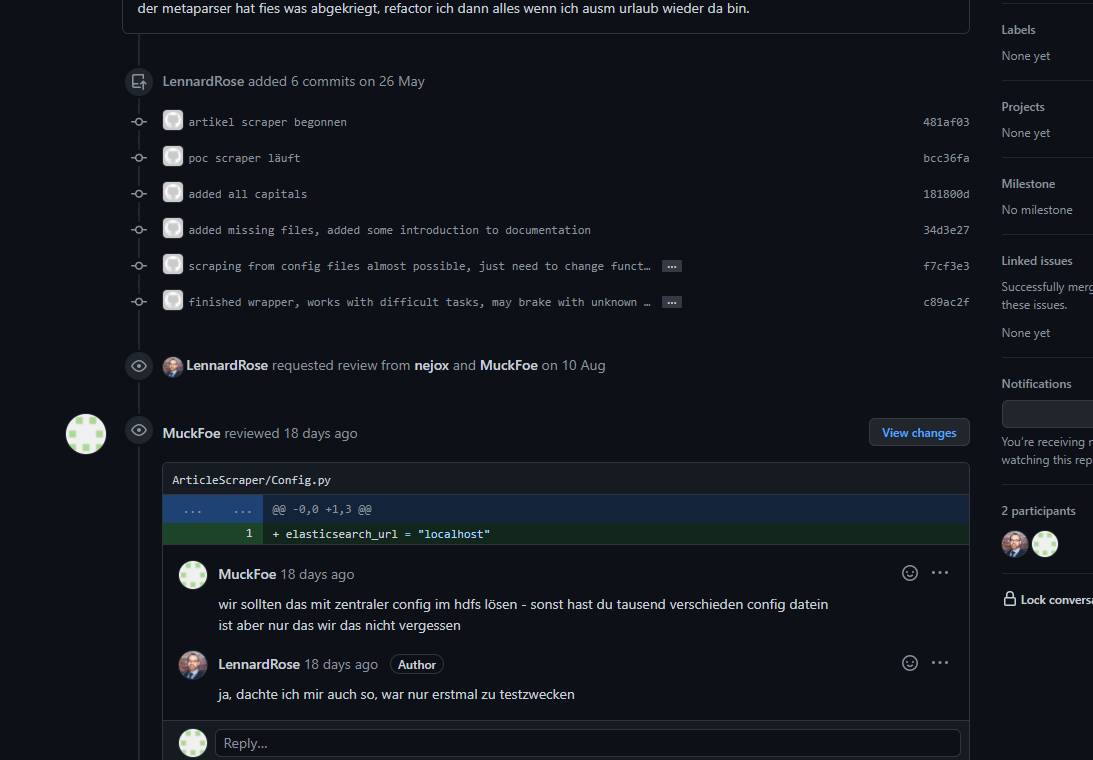 der metaparser hat fies was abgekriegt, refactor ich dann alles wenn ich ausm urlaub wieder da bin.
LennardRose added 6 commits on 26 May
artikel scraper begonnen 481af03
poc scraper läuft bcc36fa
added all capitals 181800d
added missing files, added some introduction to documentation 34d3e27
scraping from config files almost possible, just need to change funct… ... f7cf3e3
finished wrapper, works with difficult tasks, may brake with unknown … ... c89ac2f
LennardRose requested review from nejox and MuckFoe on 10 Aug
MuckFoe reviewed 18 days ago View changes
ArticleScraper/Config.py
... ... @@ -0,0 +1,3 @@
1 + elasticsearch_url = "localhost"
MuckFoe 18 days ago
wir sollten das mit zentraler config im hdfs lösen - sonst hast du tausend verschieden config datein
ist aber nur das wir das nicht vergessen
LennardRose 18 days ago Author
ja, dachte ich mir auch so, war nur erstmal zu testzwecken
Reply...
Labels
None yet
Projects
None yet
Milestone
No milestone
Linked issues
Successfully merg
these issues.
None yet
Notifications
You're receiving n
watching this rep
2 participants
Lock conversa